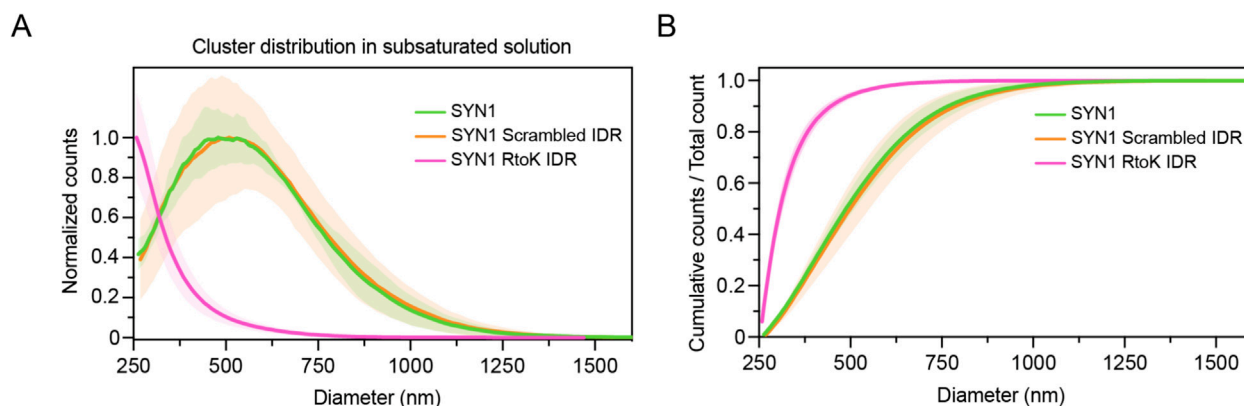 A
Cluster distribution in subsaturated solution
Normalized counts
1.0
0.8
0.6
0.4
0.2
0
250
500
750
1000
1250
1500
Diameter (nm)
SYN1
SYN1 Scrambled IDR
SYN1 RtoK IDR
B
Cumulative counts / Total count
1.0
0.8
0.6
0.4
0.2
0
250
500
750
1000
1250
1500
Diameter (nm)
SYN1
SYN1 Scrambled IDR
SYN1 RtoK IDR